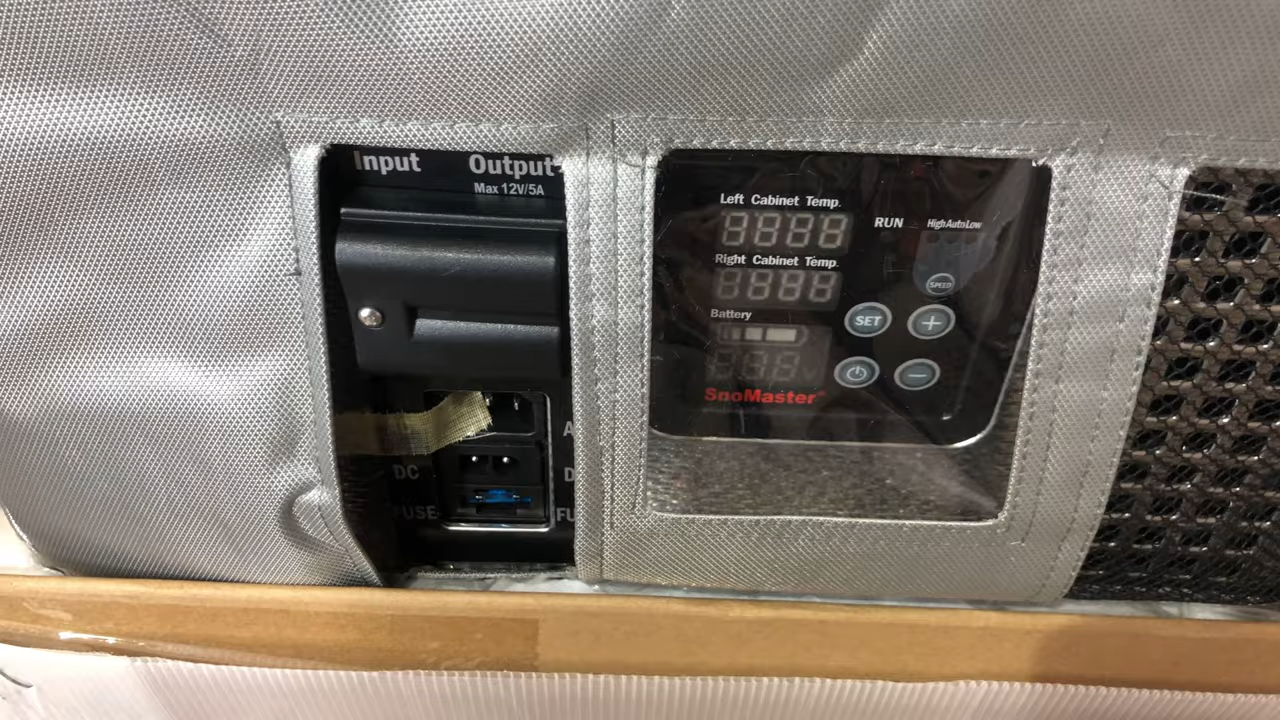 Input Output
Max 12V/5A
DC
FUSE
Left Cabinet Temp.
RUN High Auto Low
Right Cabinet Temp.
SPEED
SET +
Battery
−
SnoMaster